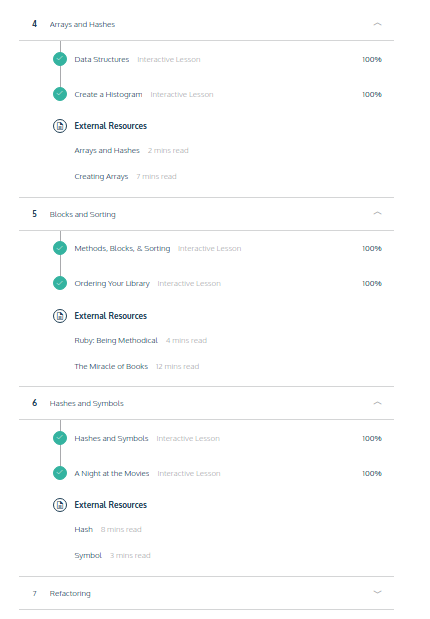 4 Arrays and Hashes
Data Structures Interactive Lesson 100%
Create a Histogram Interactive Lesson 100%
External Resources
Arrays and Hashes 2 mins read
Creating Arrays 7 mins read
5 Blocks and Sorting
Methods, Blocks, & Sorting Interactive Lesson 100%
Ordering Your Library Interactive Lesson 100%
External Resources
Ruby: Being Methodical 4 mins read
The Miracle of Books 12 mins read
6 Hashes and Symbols
Hashes and Symbols Interactive Lesson 100%
A Night at the Movies Interactive Lesson 100%
External Resources
Hash 8 mins read
Symbol 3 mins read
7 Refactoring